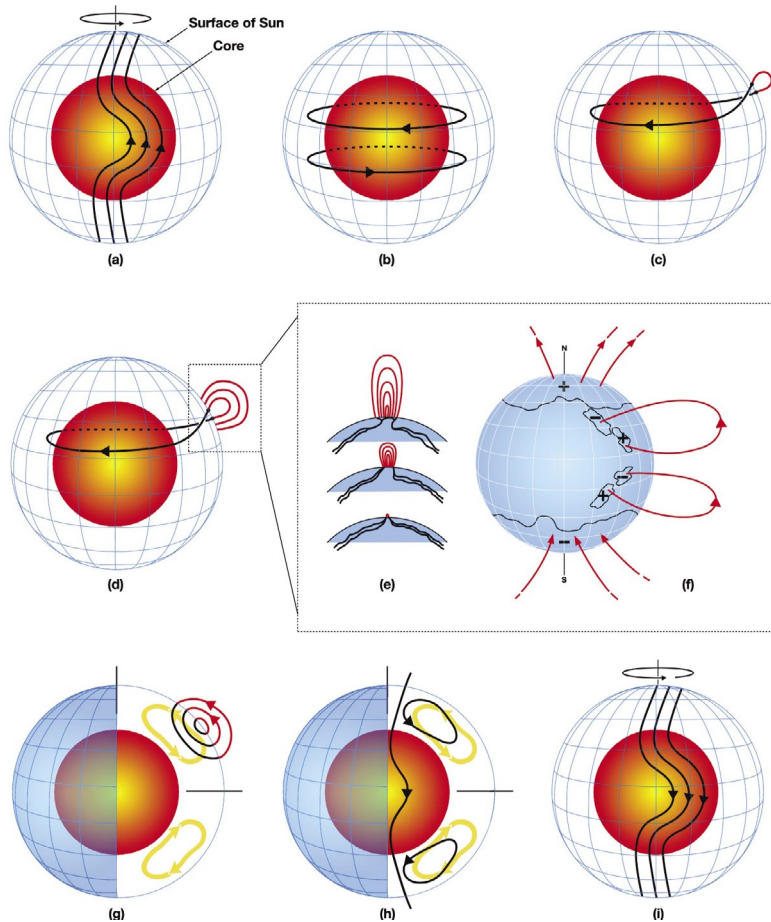 Surface of Sun
Core
(a)
(b)
(c)
(d)
(e)
N
+
-
+
-
+
--
S
(f)
(g)
(h)
(i)